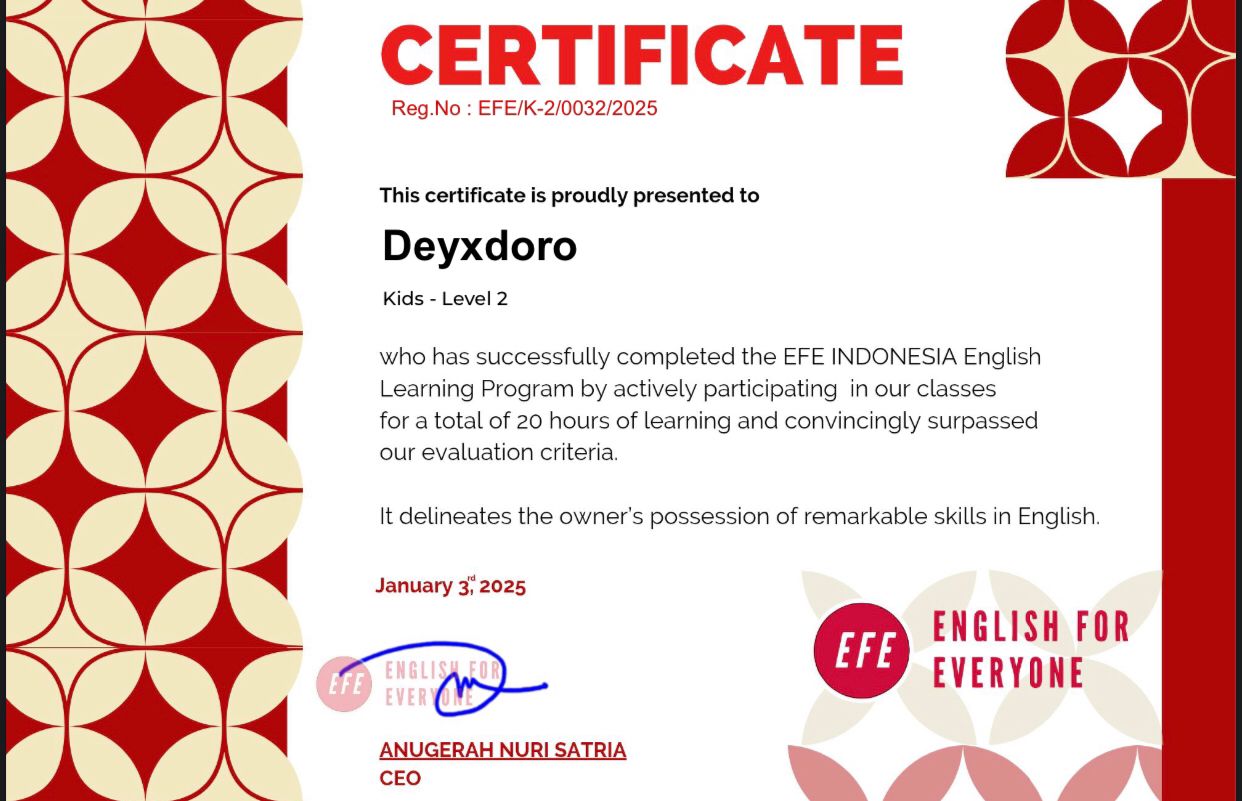 CERTIFICATE
Reg.No : EFE/K-2/0032/2025
This certificate is proudly presented to
Deyxdoro
Kids - Level 2
who has successfully completed the EFE INDONESIA English
Learning Program by actively participating in our classes
for a total of 20 hours of learning and convincingly surpassed
our evaluation criteria.
It delineates the owner's possession of remarkable skills in English.
January 3rd, 2025
EFE
ENGLISH FOR
EVERYONE
EFE
ENGLISH FOR
EVERYONE
ANUGERAH NURI SATRIA
CEO